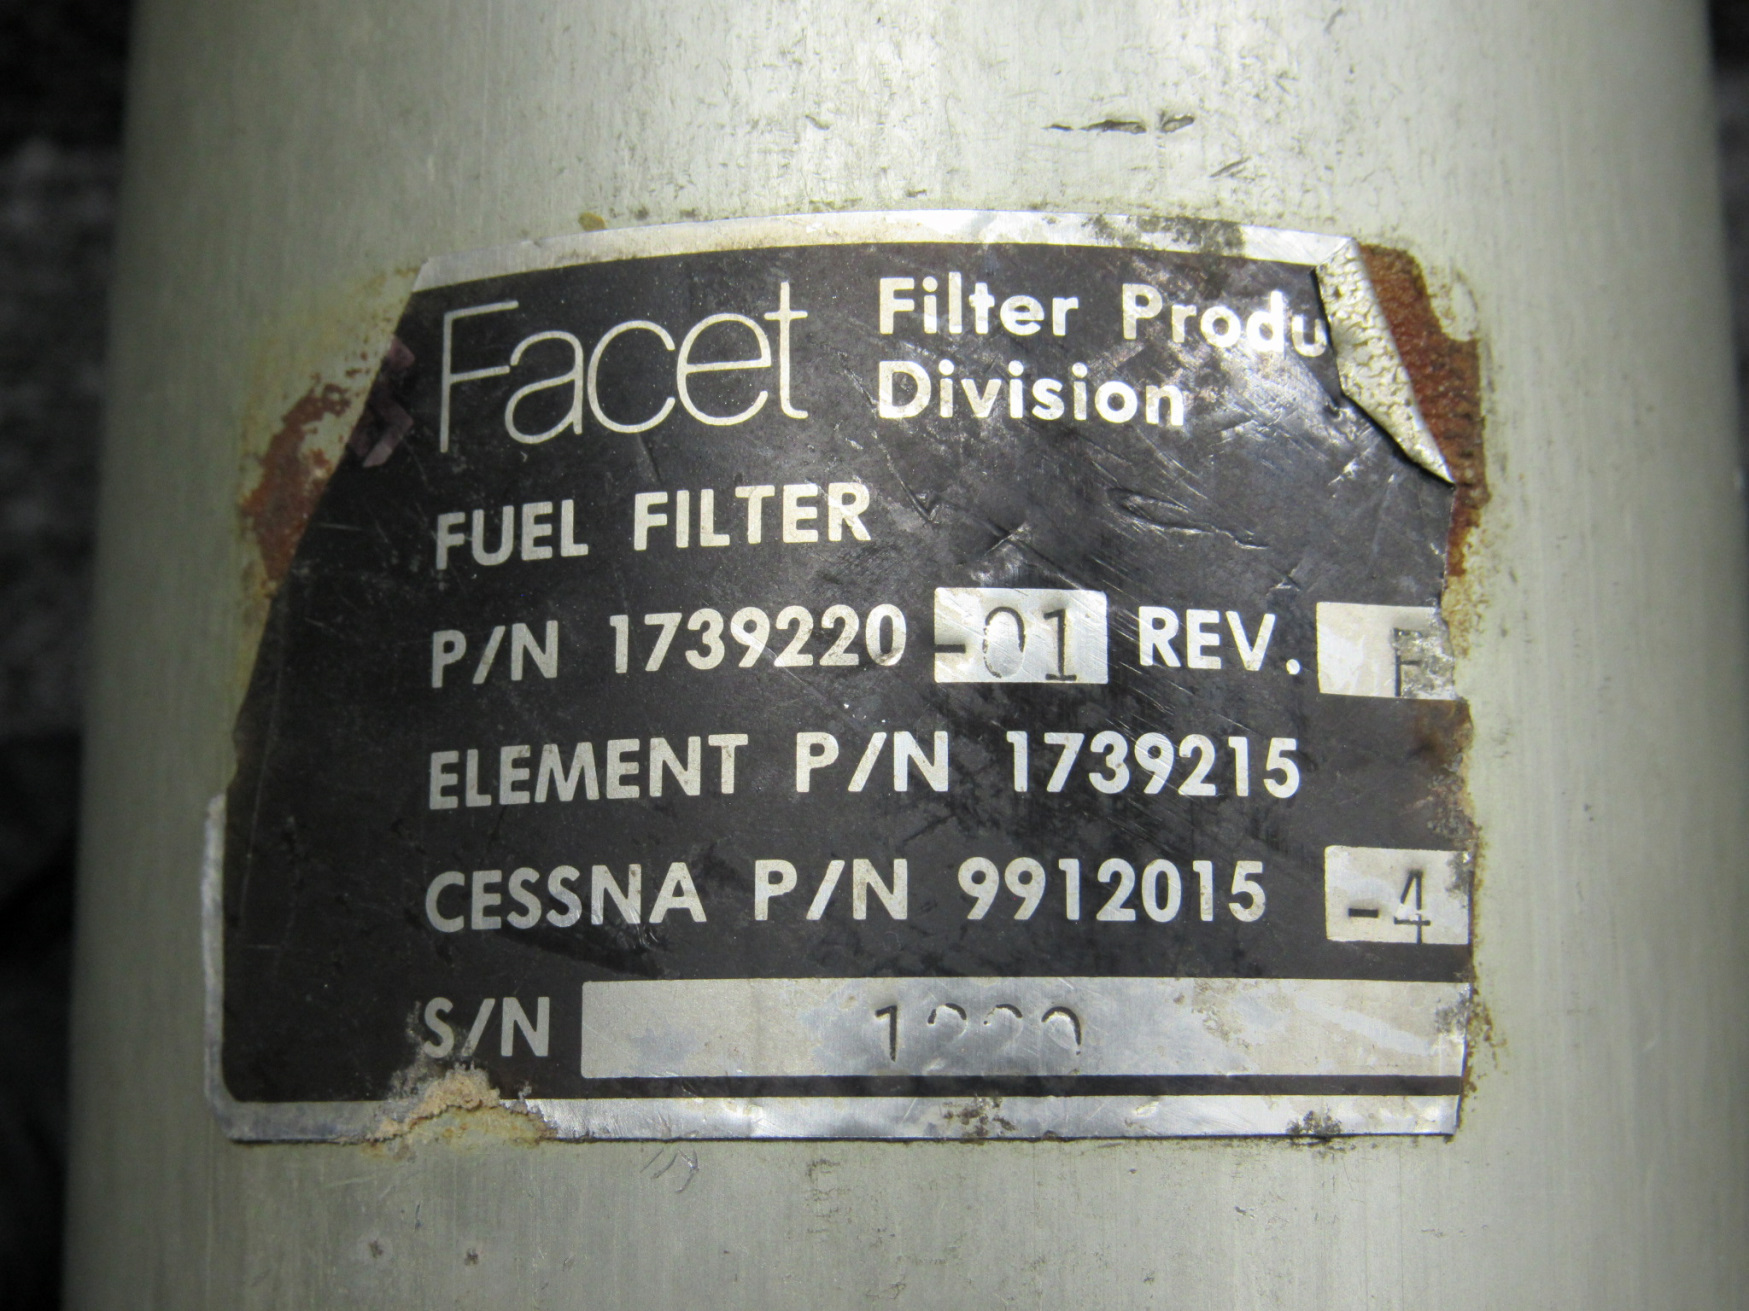 Facet Filter Produ
Division
FUEL FILTER
P/N 1739220 -01 REV.
ELEMENT P/N 1739215
CESSNA P/N 9912015 -4
S/N